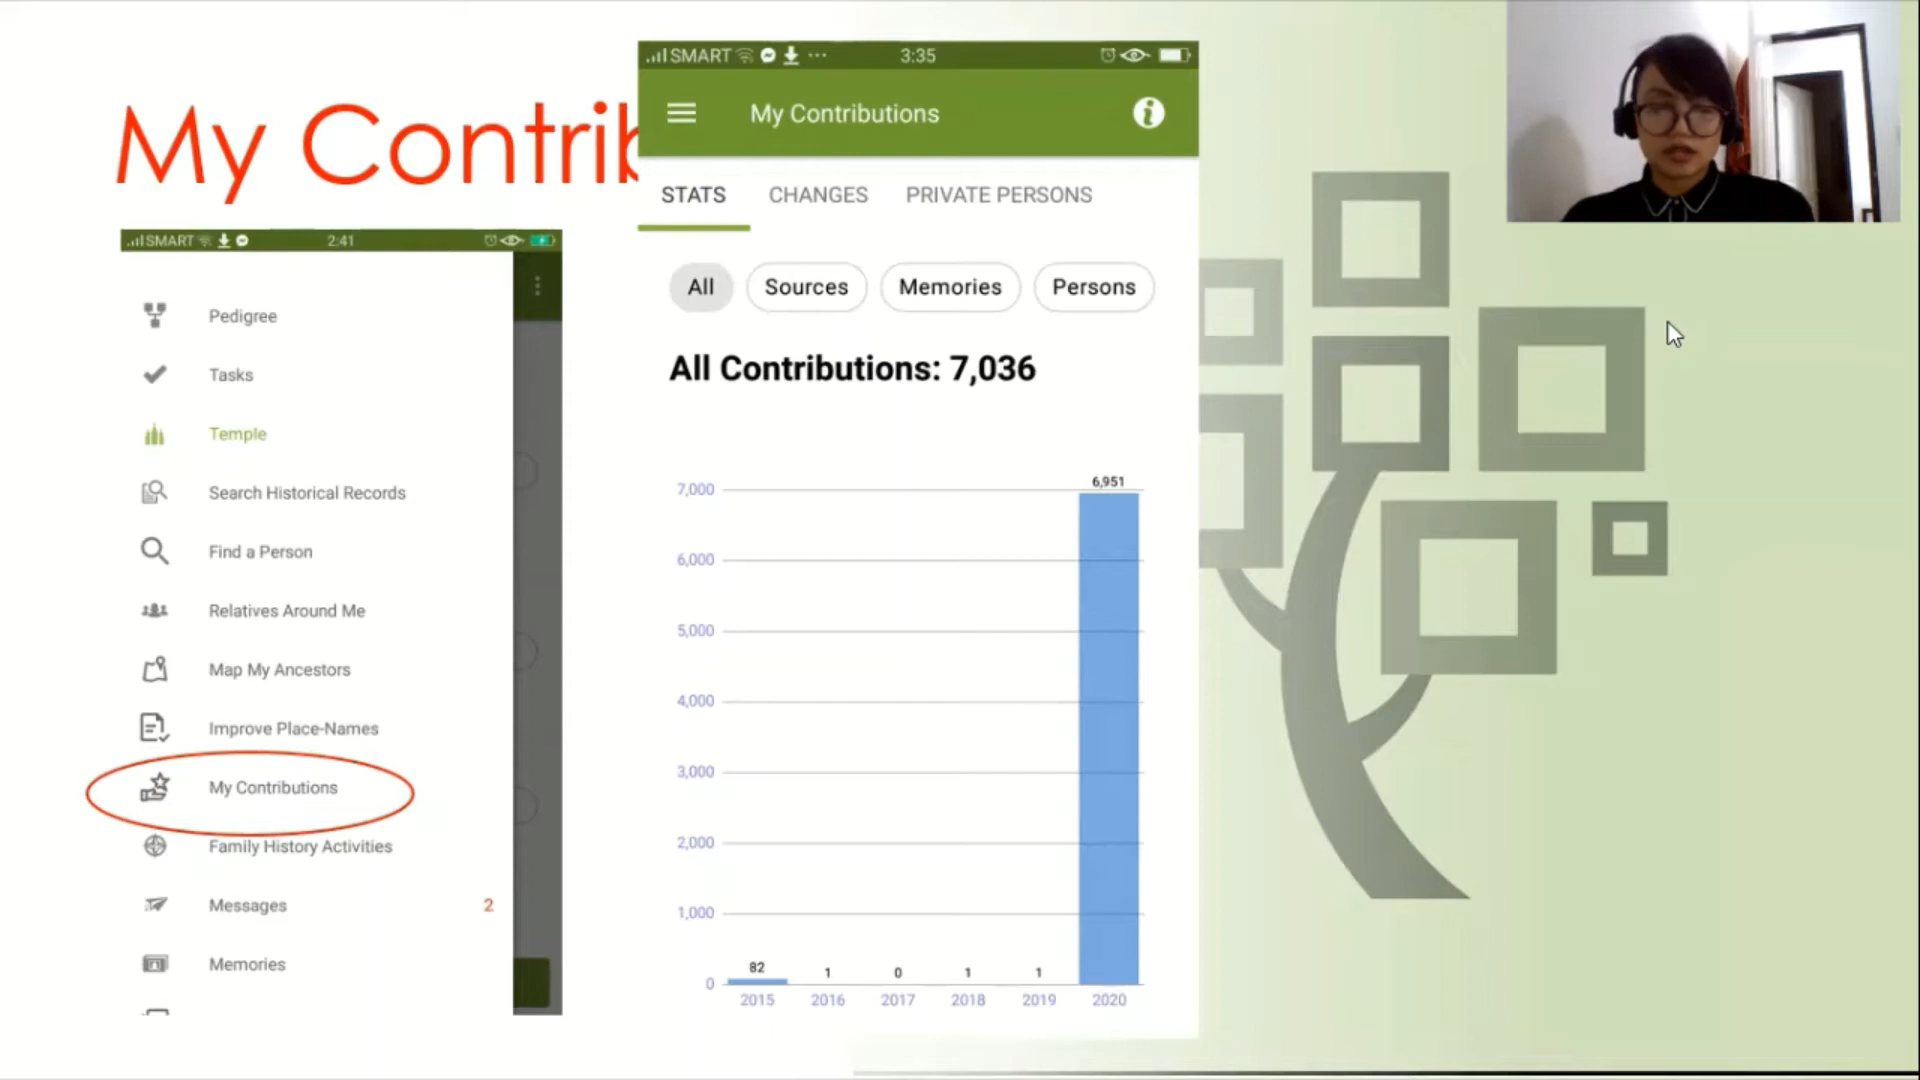 My Contrib
SMART 2:41
Pedigree
Tasks
Temple
Search Historical Records
Find a Person
Relatives Around Me
Map My Ancestors
Improve Place-Names
My Contributions
Family History Activities
Messages 2
Memories
SMART 3:35
My Contributions
STATS CHANGES PRIVATE PERSONS
All Sources Memories Persons
All Contributions: 7,036
7,000
6,000
5,000
4,000
3,000
2,000
1,000
0
82 1 0 1 1 6,951
2015 2016 2017 2018 2019 2020